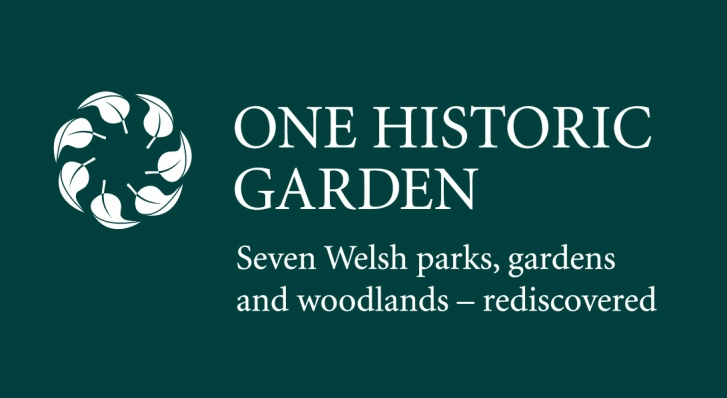 ONE HISTORIC
GARDEN
Seven Welsh parks, gardens
and woodlands – rediscovered